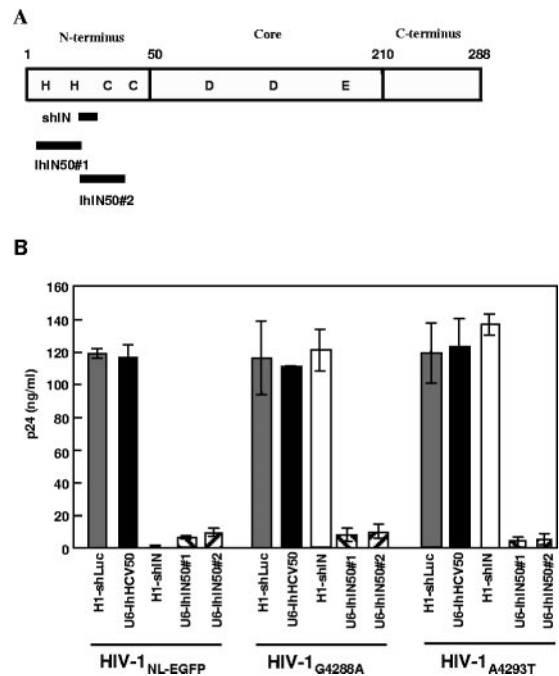 A
N-terminus Core C-terminus
1 50 210 288
H H C C D D E
shIN
lhIN50#1
lhIN50#2
B
160
140
120
100
80
60
40
20
0
p24 (ng/ml)
H1-shLuc
U6-lhHCV50
H1-shIN
U6-lhIN50#1
U6-lhIN50#2
H1-shLuc
U6-lhHCV50
H1-shIN
U6-lhIN50#1
U6-lhIN50#2
H1-shLuc
U6-lhHCV50
H1-shIN
U6-lhIN50#1
U6-lhIN50#2
HIV-1NL-EGFP HIV-1G4288A HIV-1A4293T